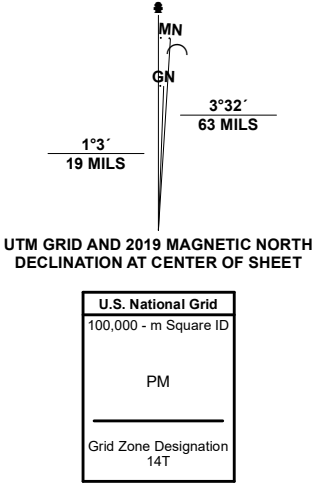 MN
GN
3°32´
63 MILS
1°3´
19 MILS
UTM GRID AND 2019 MAGNETIC NORTH
DECLINATION AT CENTER OF SHEET
U.S. National Grid
100,000 - m Square ID
PM
Grid Zone Designation
14T